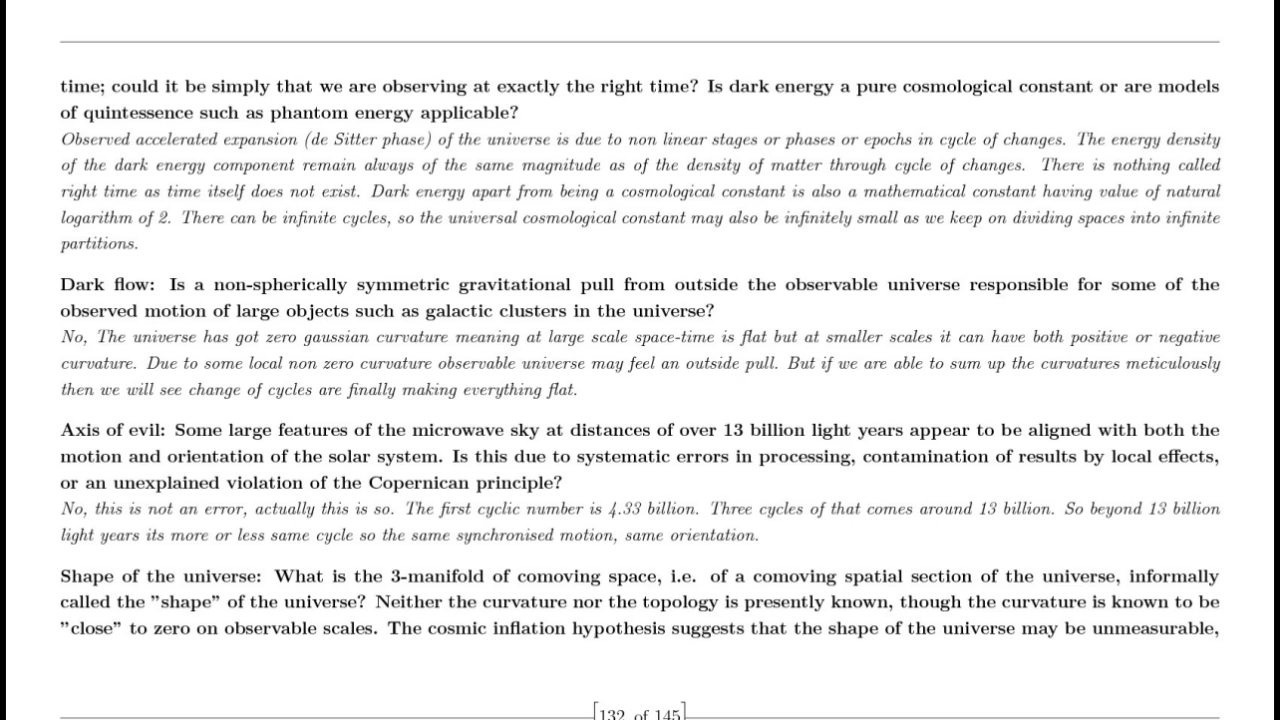 time; could it be simply that we are observing at exactly the right time? Is dark energy a pure cosmological constant or are models
of quintessence such as phantom energy applicable?
Observed accelerated expansion (de Sitter phase) of the universe is due to non linear stages or phases or epochs in cycle of changes. The energy density
of the dark energy component remain always of the same magnitude as of the density of matter through cycle of changes. There is nothing called
right time as time itself does not exist. Dark energy apart from being a cosmological constant is also a mathematical constant having value of natural
logarithm of 2. There can be infinite cycles, so the universal cosmological constant may also be infinitely small as we keep on dividing spaces into infinite
partitions.
Dark flow: Is a non-spherically symmetric gravitational pull from outside the observable universe responsible for some of the
observed motion of large objects such as galactic clusters in the universe?
No, The universe has got zero gaussian curvature meaning at large scale space-time is flat but at smaller scales it can have both positive or negative
curvature. Due to some local non zero curvature observable universe may feel an outside pull. But if we are able to sum up the curvatures meticulously
then we will see change of cycles are finally making everything flat.
Axis of evil: Some large features of the microwave sky at distances of over 13 billion light years appear to be aligned with both the
motion and orientation of the solar system. Is this due to systematic errors in processing, contamination of results by local effects,
or an unexplained violation of the Copernican principle?
No, this is not an error, actually this is so. The first cyclic number is 4.33 billion. Three cycles of that comes around 13 billion. So beyond 13 billion
light years its more or less same cycle so the same synchronised motion, same orientation.
Shape of the universe: What is the 3-manifold of comoving space, i.e. of a comoving spatial section of the universe, informally
called the ”shape” of the universe? Neither the curvature nor the topology is presently known, though the curvature is known to be
”close” to zero on observable scales. The cosmic inflation hypothesis suggests that the shape of the universe may be unmeasurable,
[132 of 145]